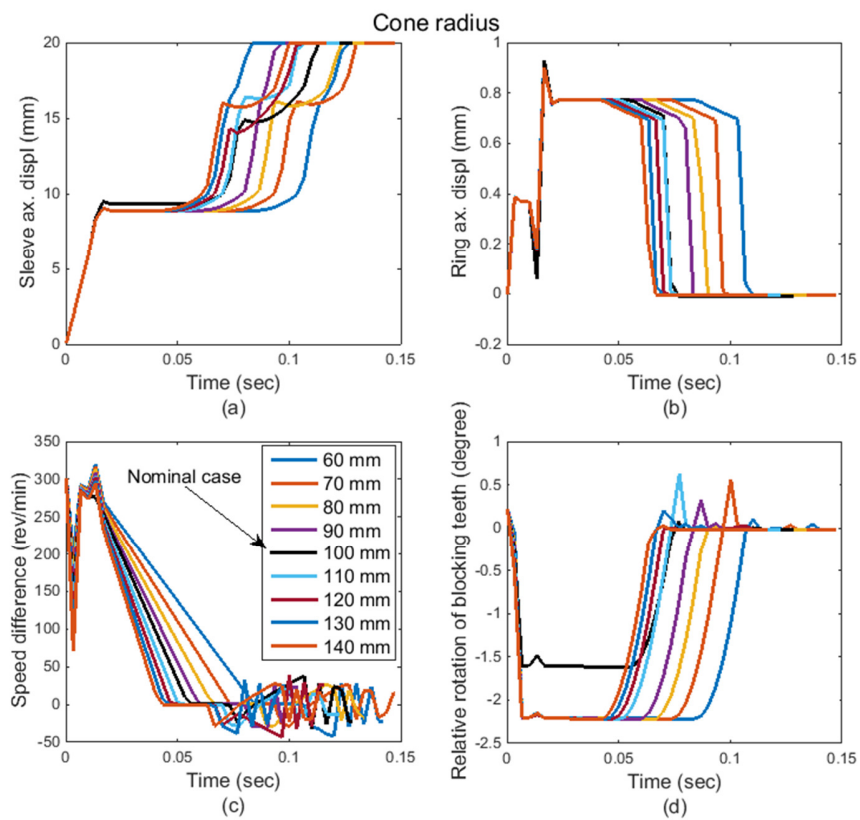 Cone radius
Sleeve ax. displ (mm)
20
15
10
5
0
0
0.05
0.1
0.15
Time (sec)
(a)
Ring ax. displ (mm)
1
0.8
0.6
0.4
0.2
0
-0.2
0
0.05
0.1
0.15
Time (sec)
(b)
Speed difference (rev/min)
350
300
250
200
150
100
50
0
-50
0
0.05
0.1
0.15
Time (sec)
(c)
Nominal case
60 mm
70 mm
80 mm
90 mm
100 mm
110 mm
120 mm
130 mm
140 mm
Relative rotation of blocking teeth (degree)
1
0.5
0
-0.5
-1
-1.5
-2
-2.5
0
0.05
0.1
0.15
Time (sec)
(d)